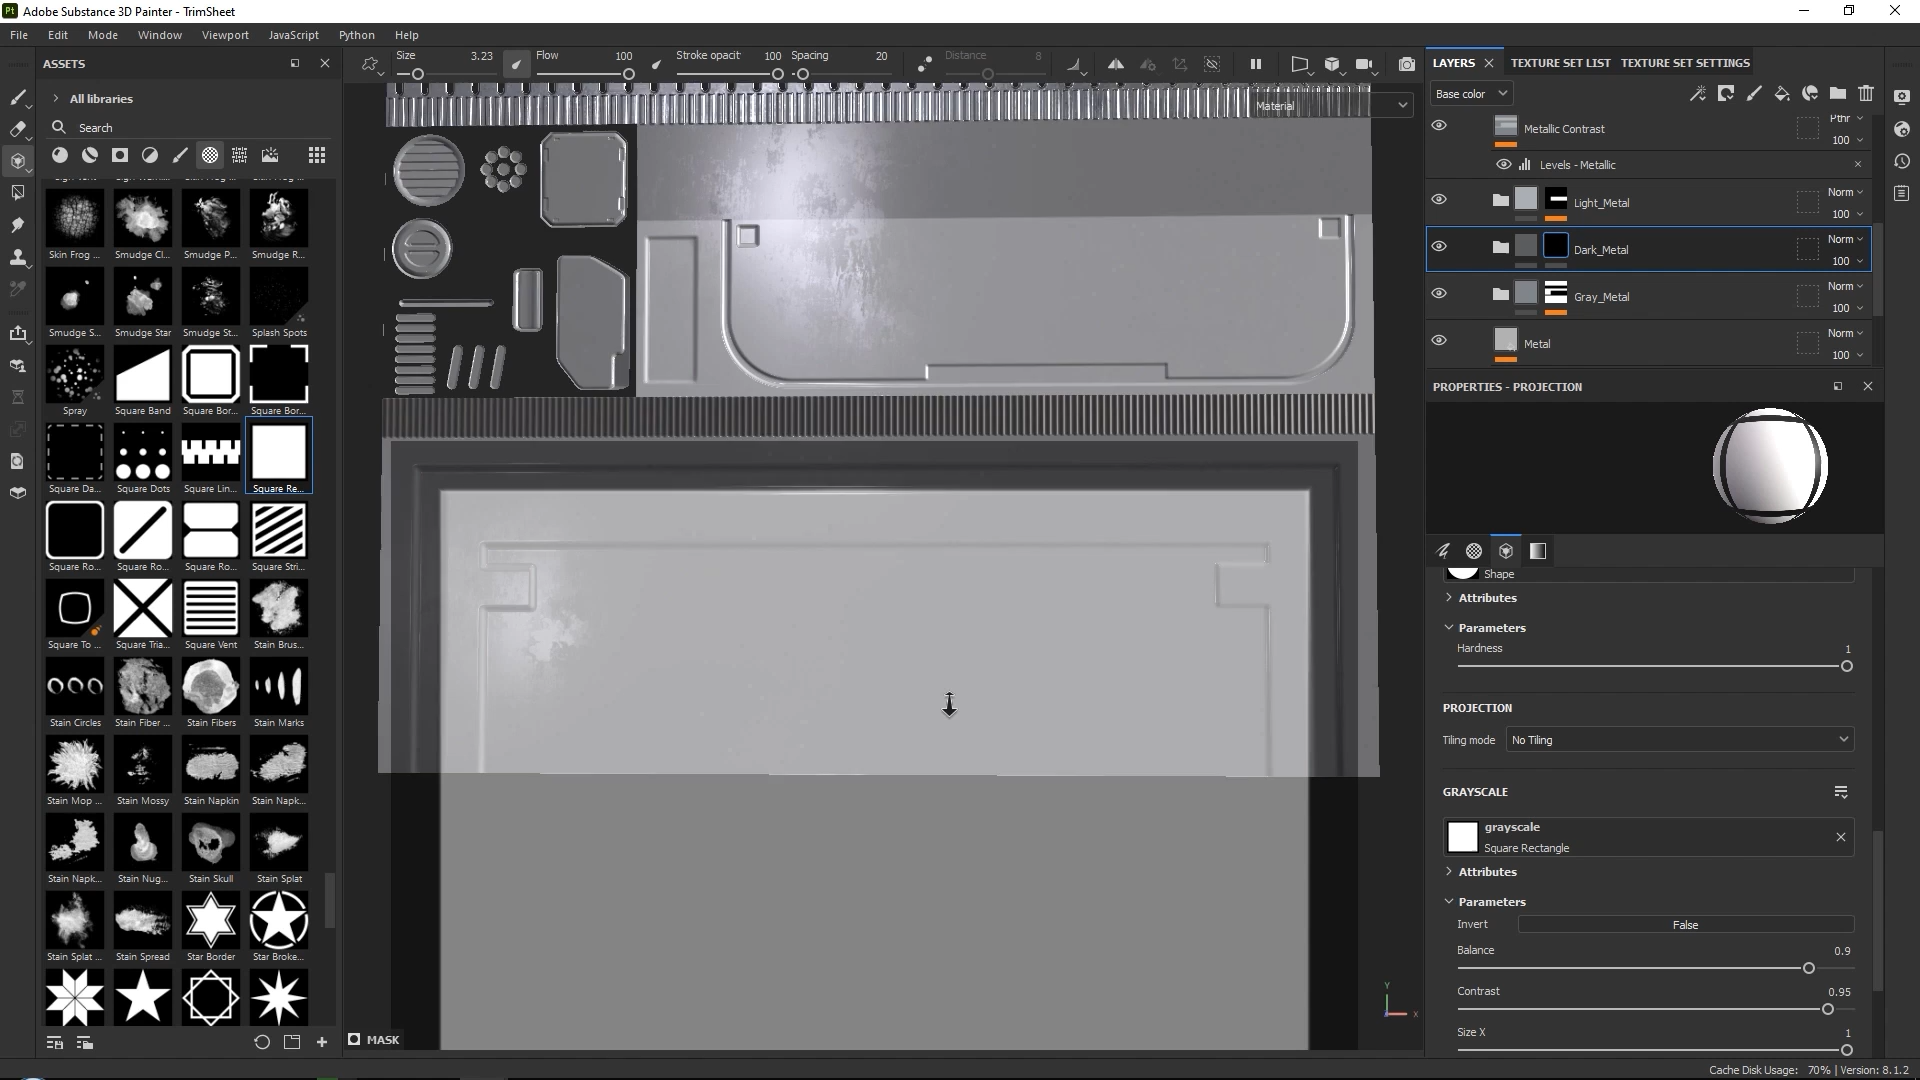 Adobe Substance 3D Painter - TrimSheet
File Edit Mode Window Viewport JavaScript Python Help
ASSETS
All libraries
Search
Skin Frog ... Smudge Cl... Smudge P... Smudge R...
Smudge S... Smudge Star Smudge St... Splash Spots
Spray Square Band Square Bor... Square Bor...
Square Da... Square Dots Square Lin... Square Re...
Square Ro... Square Ro... Square Ro... Square Stri...
Square To ... Square Tria... Square Vent Stain Brus...
Stain Circles Stain Fiber ... Stain Fibers Stain Marks
Stain Mop ... Stain Mossy Stain Napkin Stain Napk...
Stain Napk... Stain Nug... Stain Skull Stain Splat
Stain Splat ... Stain Spread Star Border Star Broke...
Size 3.23 Flow 100 Stroke opacit 100 Spacing 20 Distance 8
Material
MASK
Y
X
LAYERS TEXTURE SET LIST TEXTURE SET SETTINGS
Base color
Metallic Contrast Pthr 100
Levels - Metallic
Light_Metal Norm 100
Dark_Metal Norm 100
Gray_Metal Norm 100
Metal Norm 100
PROPERTIES - PROJECTION
Shape
Attributes
Parameters
Hardness 1
PROJECTION
Tiling mode No Tiling
GRAYSCALE
grayscale
Square Rectangle
Attributes
Parameters
Invert False
Balance 0.9
Contrast 0.95
Size X 1
Cache Disk Usage: 70% | Version: 8.1.2